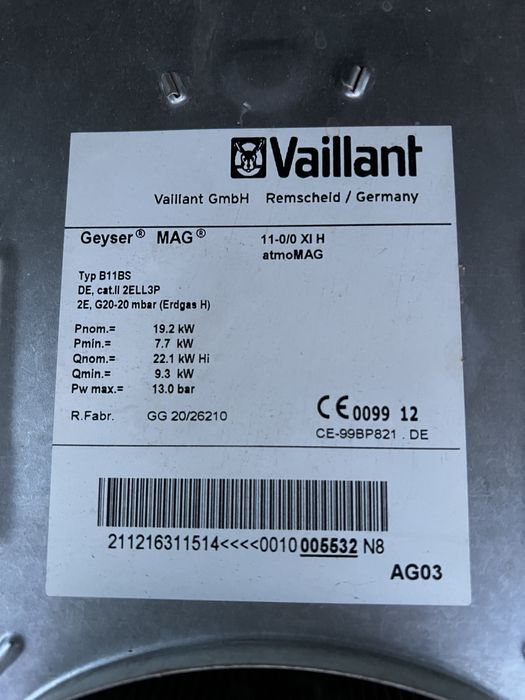 Vaillant
Vaillant GmbH Remscheid / Germany
Geyser® MAG® 11-0/0 XI H
atmoMAG
Typ B11BS
DE, cat.II 2ELL3P
2E, G20-20 mbar (Erdgas H)
Pnom.= 19.2 kW
Pmin.= 7.7 kW
Qnom.= 22.1 kW Hi
Qmin.= 9.3 kW
Pw max.= 13.0 bar
R.Fabr. GG 20/26210
CE 0099 12
CE-99BP821 . DE
211216311514<<<<0010005532N8
AG03